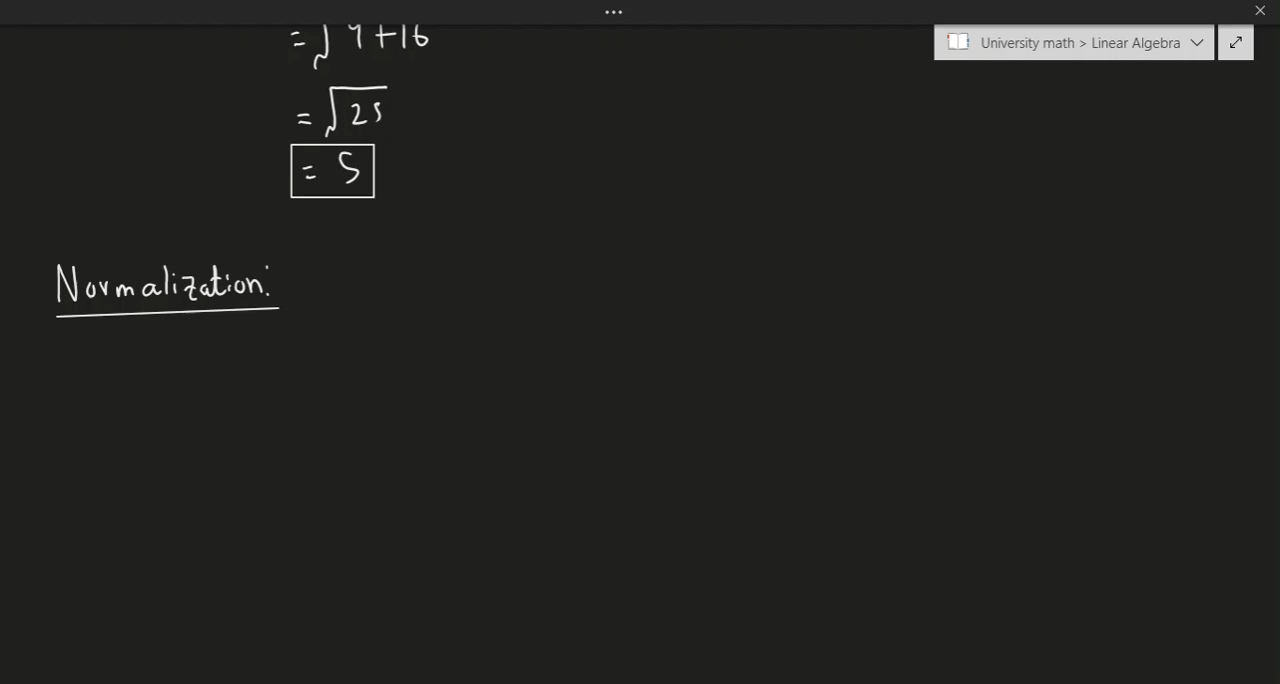 ...
= √9 + 16
University math > Linear Algebra
= √25
= 5
Normalization: